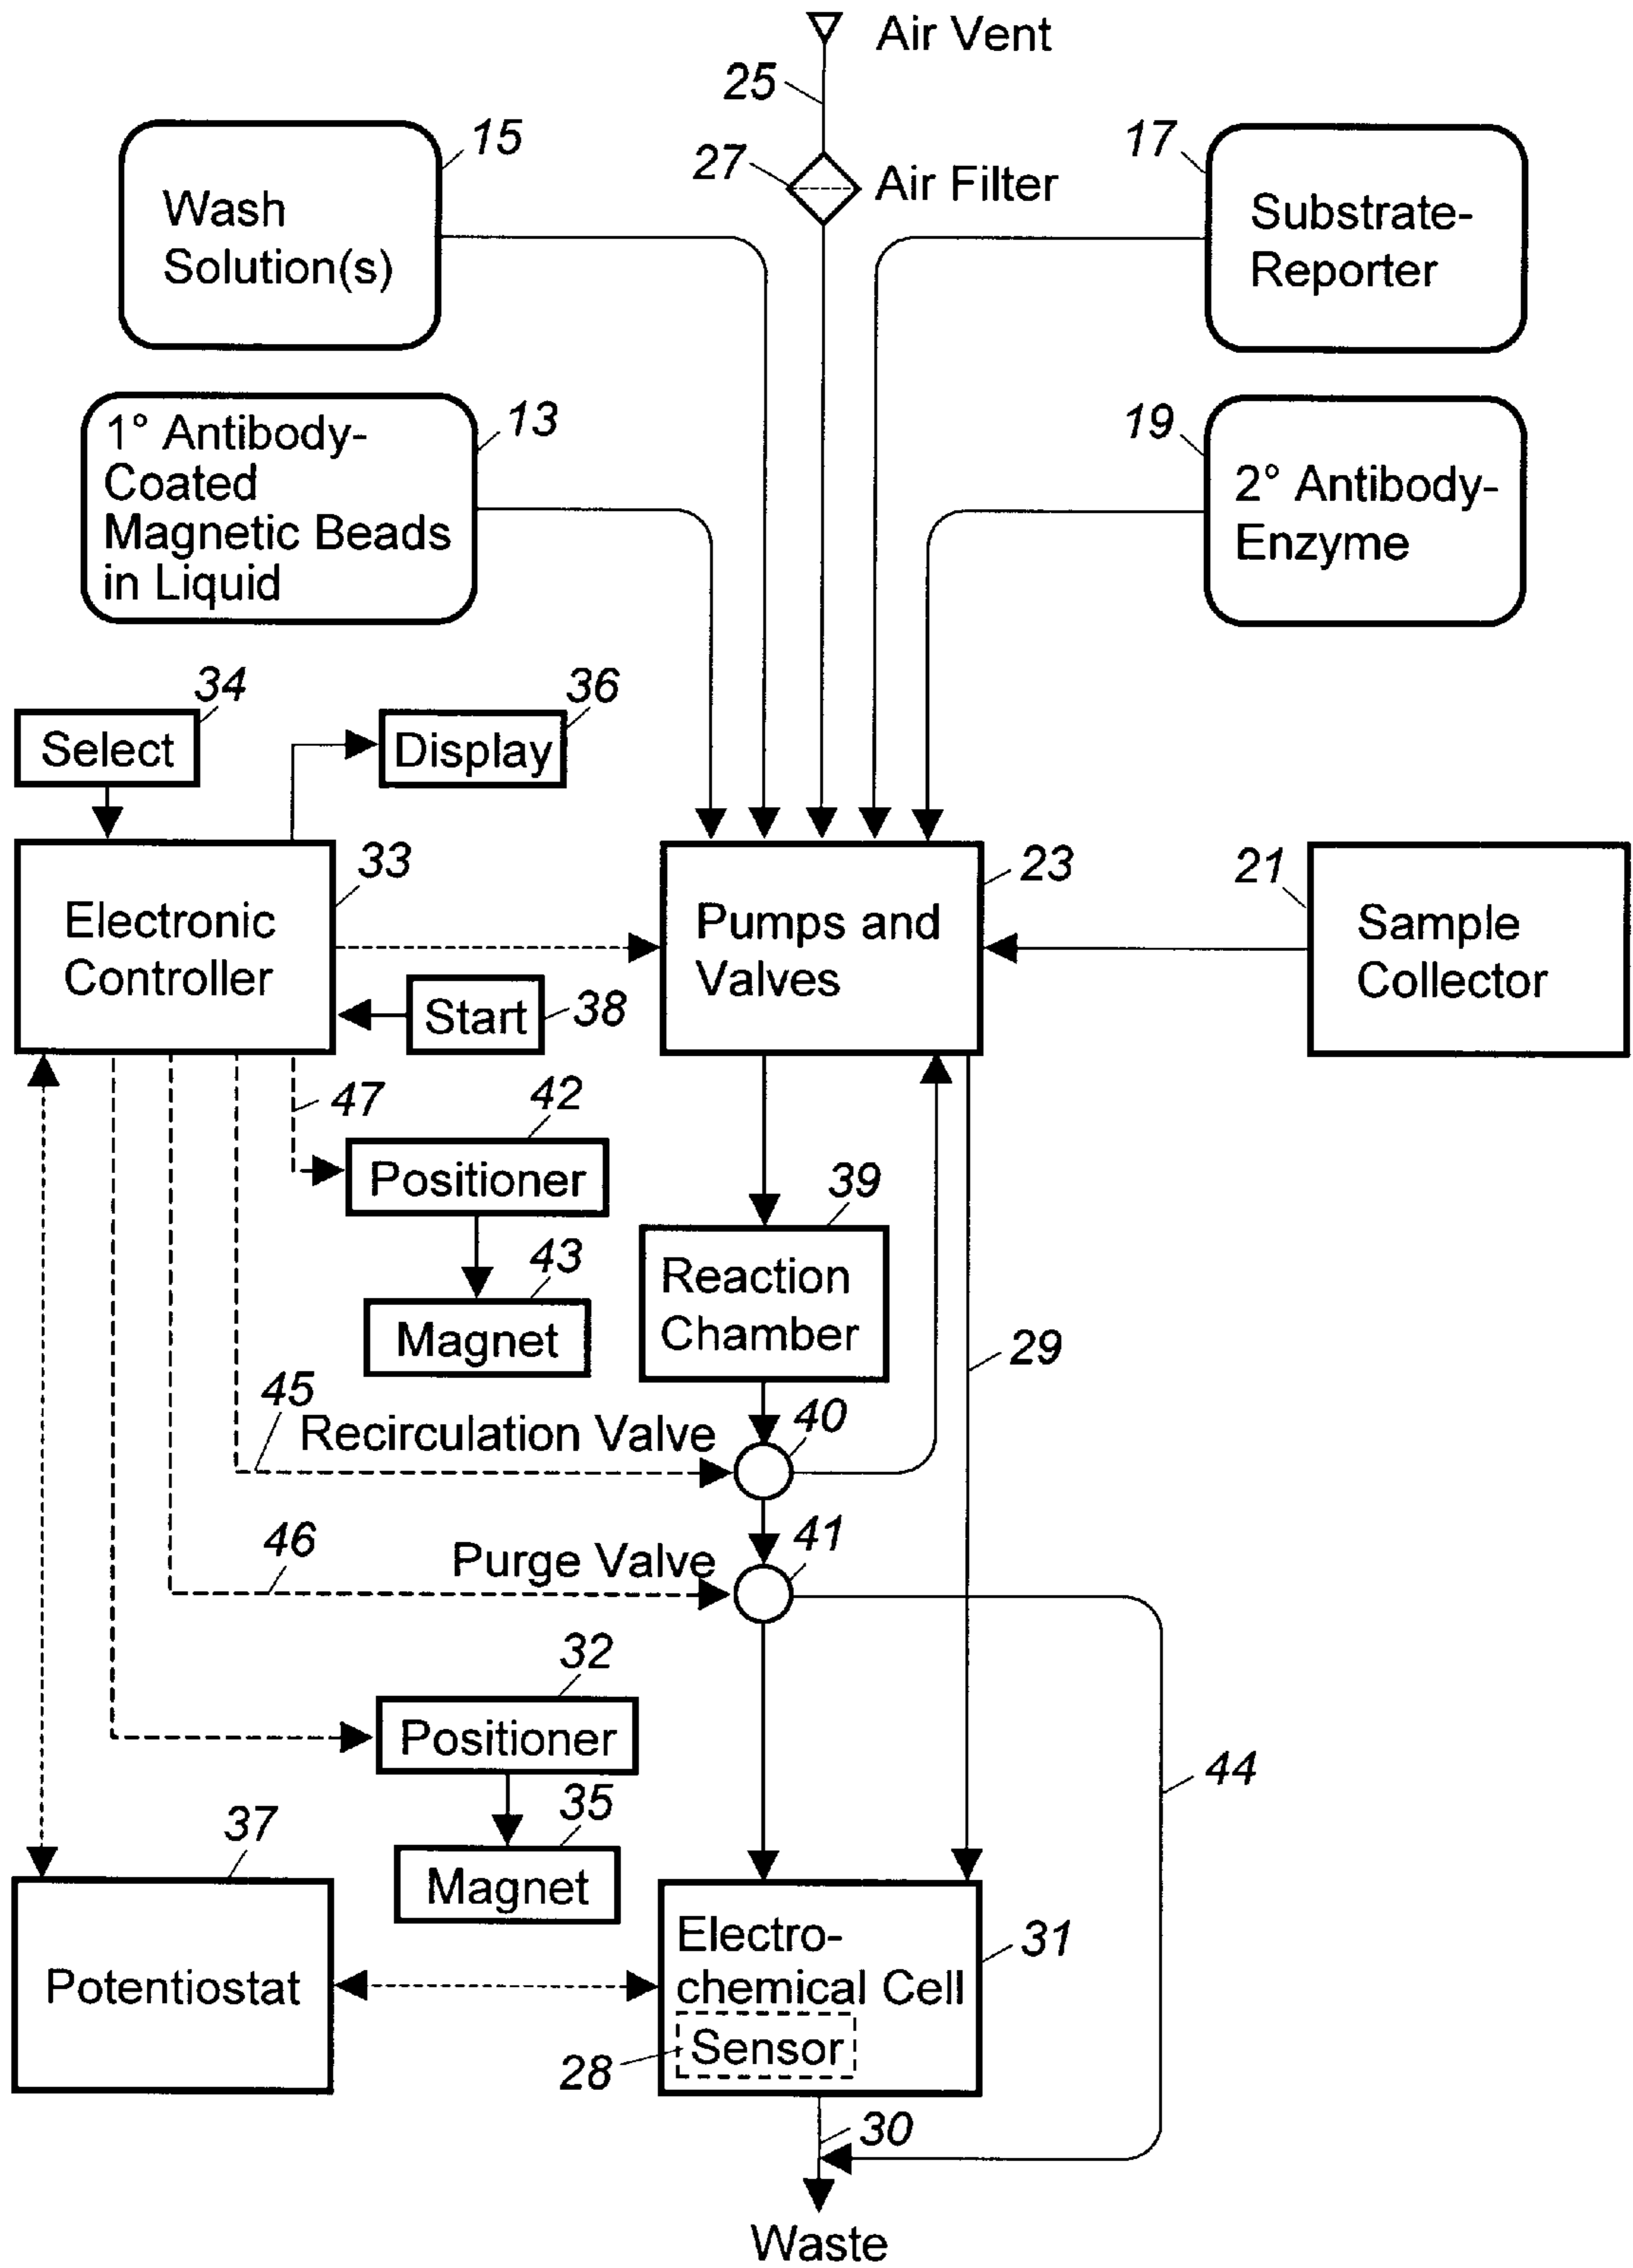 Air Vent
25
15
27
Air Filter
17
Wash
Solution(s)
Substrate-
Reporter
1° Antibody-
Coated
Magnetic Beads
in Liquid
13
19
2° Antibody-
Enzyme
34
36
Select
Display
33
23
21
Electronic
Controller
Pumps and
Valves
Sample
Collector
Start
38
47
42
Positioner
39
43
Magnet
Reaction
Chamber
29
45
Recirculation Valve
40
46
Purge Valve
41
32
Positioner
44
35
37
Magnet
Potentiostat
Electro-
chemical Cell
31
Sensor
28
30
Waste